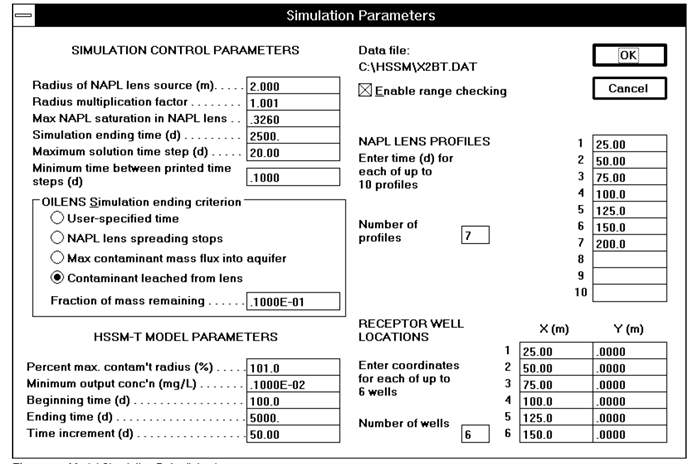 Simulation Parameters
SIMULATION CONTROL PARAMETERS
Radius of NAPL lens source (m)..... 2.000
Radius multiplication factor ........ 1.001
Max NAPL saturation in NAPL lens .. .3260
Simulation ending time (d) ......... 2500.
Maximum solution time step (d) ..... 20.00
Minimum time between printed time
steps (d) .1000
OILENS Simulation ending criterion
User-specified time
NAPL lens spreading stops
Max contaminant mass flux into aquifer
Contaminant leached from lens
Fraction of mass remaining ....... .1000E-01
HSSM-T MODEL PARAMETERS
Percent max. contam't radius (%) ..... 101.0
Minimum output conc'n (mg/L) ....... .1000E-02
Beginning time (d) ................. 100.0
Ending time (d) .................... 5000.
Time increment (d) ................. 50.00
Data file:
C:\HSSM\X2BT.DAT
Enable range checking
OK
Cancel
NAPL LENS PROFILES
Enter time (d) for
each of up to
10 profiles
Number of
profiles 7
1 25.00
2 50.00
3 75.00
4 100.0
5 125.0
6 150.0
7 200.0
8
9
10
RECEPTOR WELL
LOCATIONS
Enter coordinates
for each of up to
6 wells
Number of wells 6
X (m) Y (m)
1 25.00 .0000
2 50.00 .0000
3 75.00 .0000
4 100.0 .0000
5 125.0 .0000
6 150.0 .0000